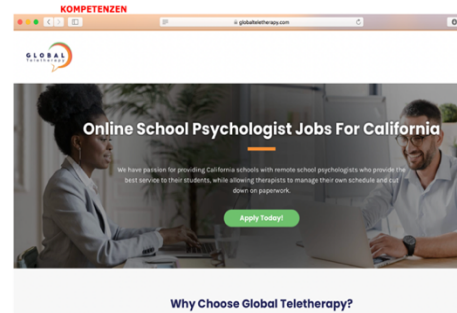 KOMPETENZEN
globalteletherapy.com
GLOBAL
Teletherapy
Online School Psychologist Jobs For California
We have passion for providing California schools with remote school psychologists who provide the
best service to their students, while allowing therapists to manage their own schedule and cut
down on paperwork.
Apply Today!
Why Choose Global Teletherapy?